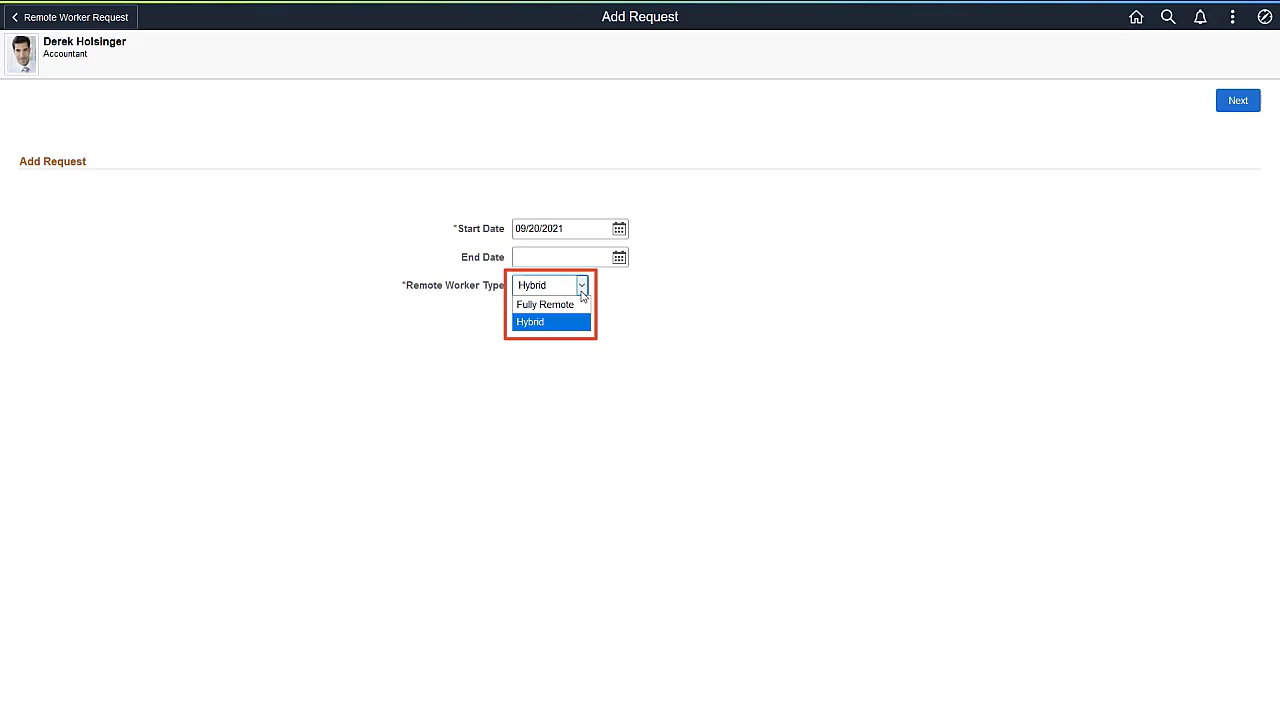 Remote Worker Request
Add Request
Derek Holsinger
Accountant
Next
Add Request
*Start Date 09/20/2021
End Date
*Remote Worker Type Hybrid
Fully Remote
Hybrid